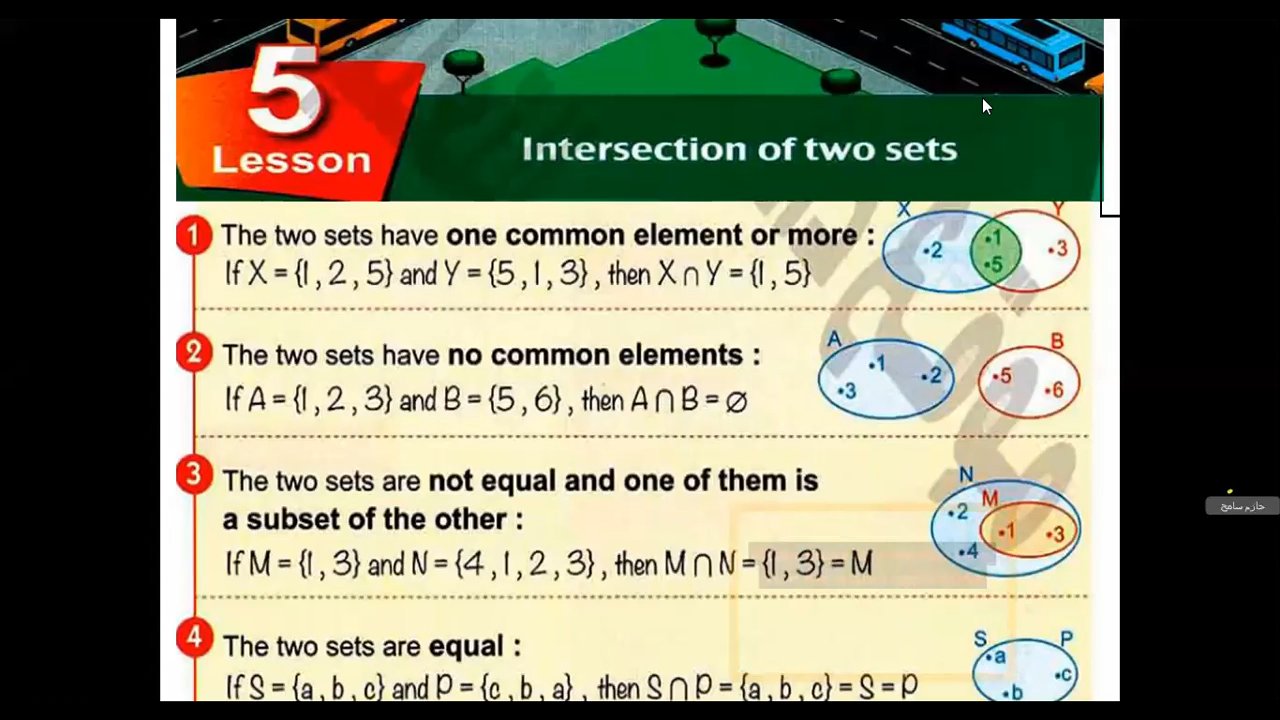 5
Lesson
Intersection of two sets
1 The two sets have one common element or more :
If X = {1 , 2 , 5} and Y = {5 , 1 , 3} , then X ∩ Y = {1 , 5}
X Y
•2 •1 •5 •3
2 The two sets have no common elements :
If A = {1 , 2 , 3} and B = {5 , 6} , then A ∩ B = ∅
A B
•1 •2 •3 •5 •6
3 The two sets are not equal and one of them is
a subset of the other :
If M = {1 , 3} and N = {4 , 1 , 2 , 3} , then M ∩ N = {1 , 3} = M
N M
•2 •4 •1 •3
4 The two sets are equal :
If S = {a , b , c} and P = {c , b , a} , then S ∩ P = {a , b , c} = S = P
S P
•a •b •c
حازم سامح